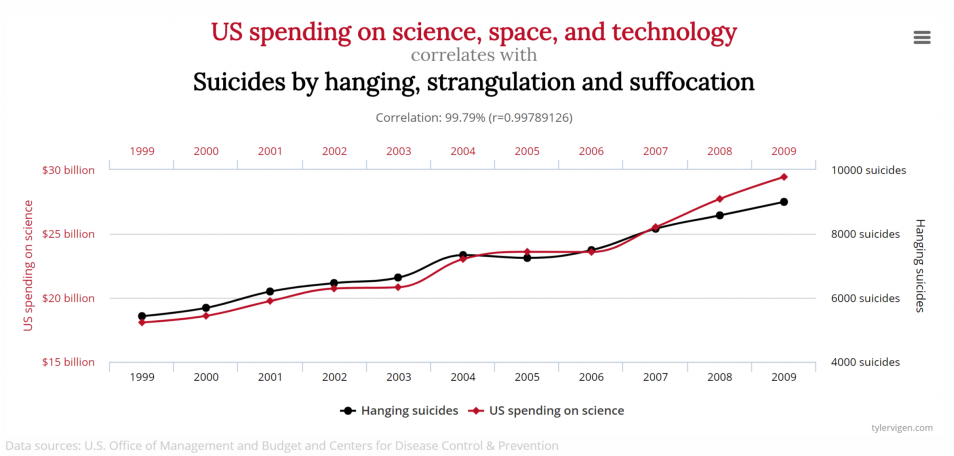 US spending on science, space, and technology
correlates with
Suicides by hanging, strangulation and suffocation
Correlation: 99.79% (r=0.99789126)
1999 2000 2001 2002 2003 2004 2005 2006 2007 2008 2009
$30 billion 10000 suicides
$25 billion 8000 suicides
$20 billion 6000 suicides
$15 billion 4000 suicides
US spending on science
Hanging suicides
1999 2000 2001 2002 2003 2004 2005 2006 2007 2008 2009
Hanging suicides US spending on science
tylervigen.com
Data sources: U.S. Office of Management and Budget and Centers for Disease Control & Prevention